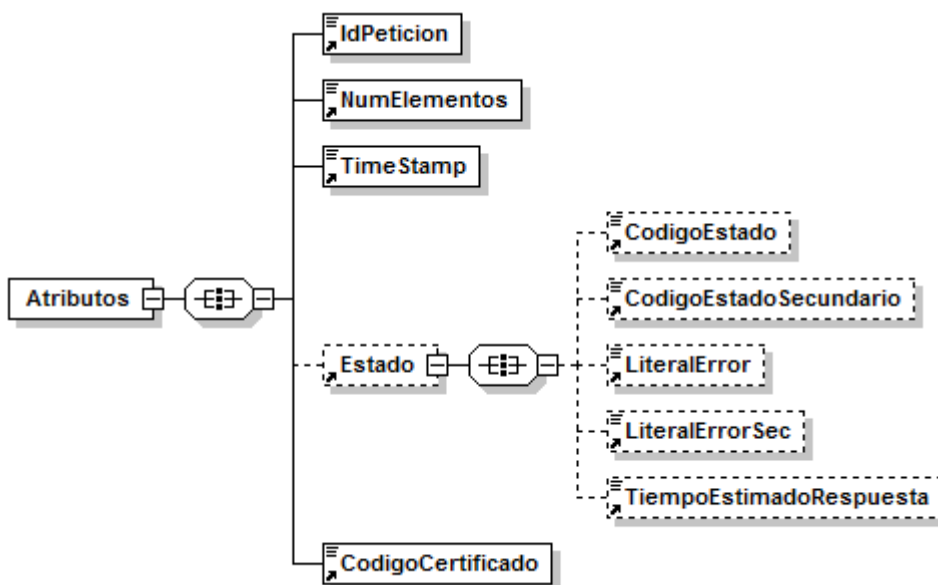 IdPeticion
NumElementos
TimeStamp
Atributos
Estado
CodigoEstado
CodigoEstadoSecundario
LiteralError
LiteralErrorSec
TiempoEstimadoRespuesta
CodigoCertificado